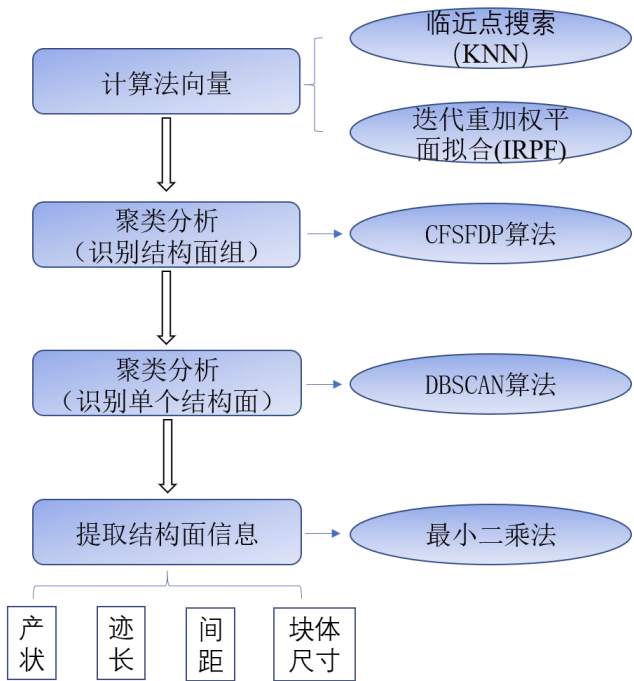 计算法向量
临近点搜索
(KNN)
迭代重加权平
面拟合(IRPF)
聚类分析
（识别结构面组）
CFSFDP算法
聚类分析
（识别单个结构面）
DBSCAN算法
提取结构面信息
最小二乘法
产
状
迹
长
间
距
块体
尺寸